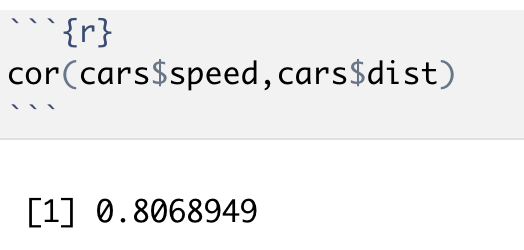 ```{r}
cor(cars$speed,cars$dist)
```
[1] 0.8068949